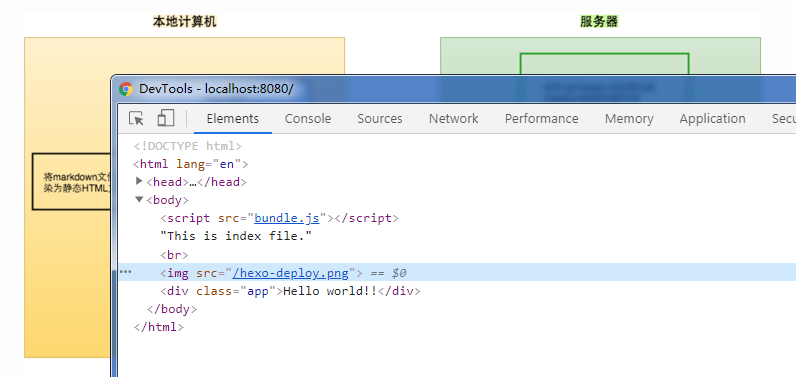 本地计算机
服务器
DevTools - localhost:8080/
Elements Console Sources Network Performance Memory Application Secu
<!DOCTYPE html>
<html lang="en">
<head>…</head>
<body>
<script src="bundle.js"></script>
"This is index file."
<br>
<img src="/hexo-deploy.png"> == $0
<div class="app">Hello world!!</div>
</body>
</html>
将markdown文件
染为静态HTML文